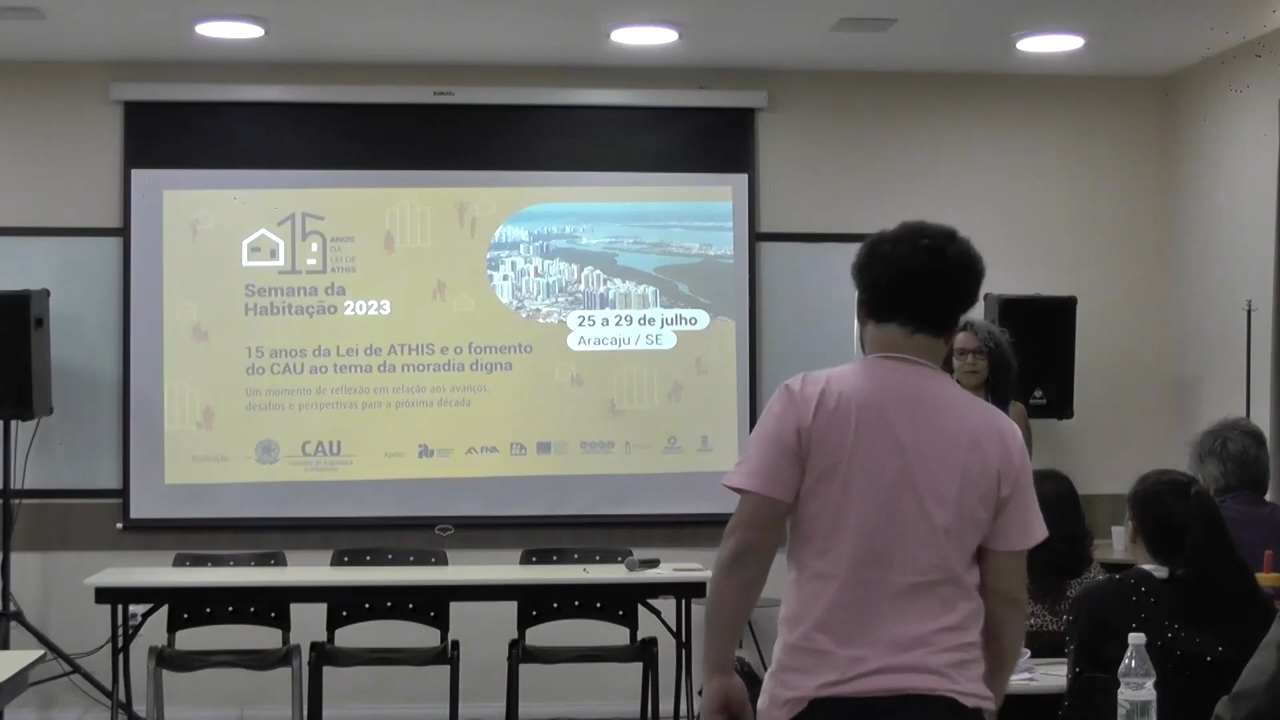 15
ANOS
DA
LEI DE
ATHIS
Semana da
Habitação 2023
25 a 29 de julho
Aracaju / SE
15 anos da Lei de ATHIS e o fomento
do CAU ao tema da moradia digna
Um momento de reflexão em relação aos avanços,
desafios e perspectivas para a próxima década
CAU
Apoio:
FNA